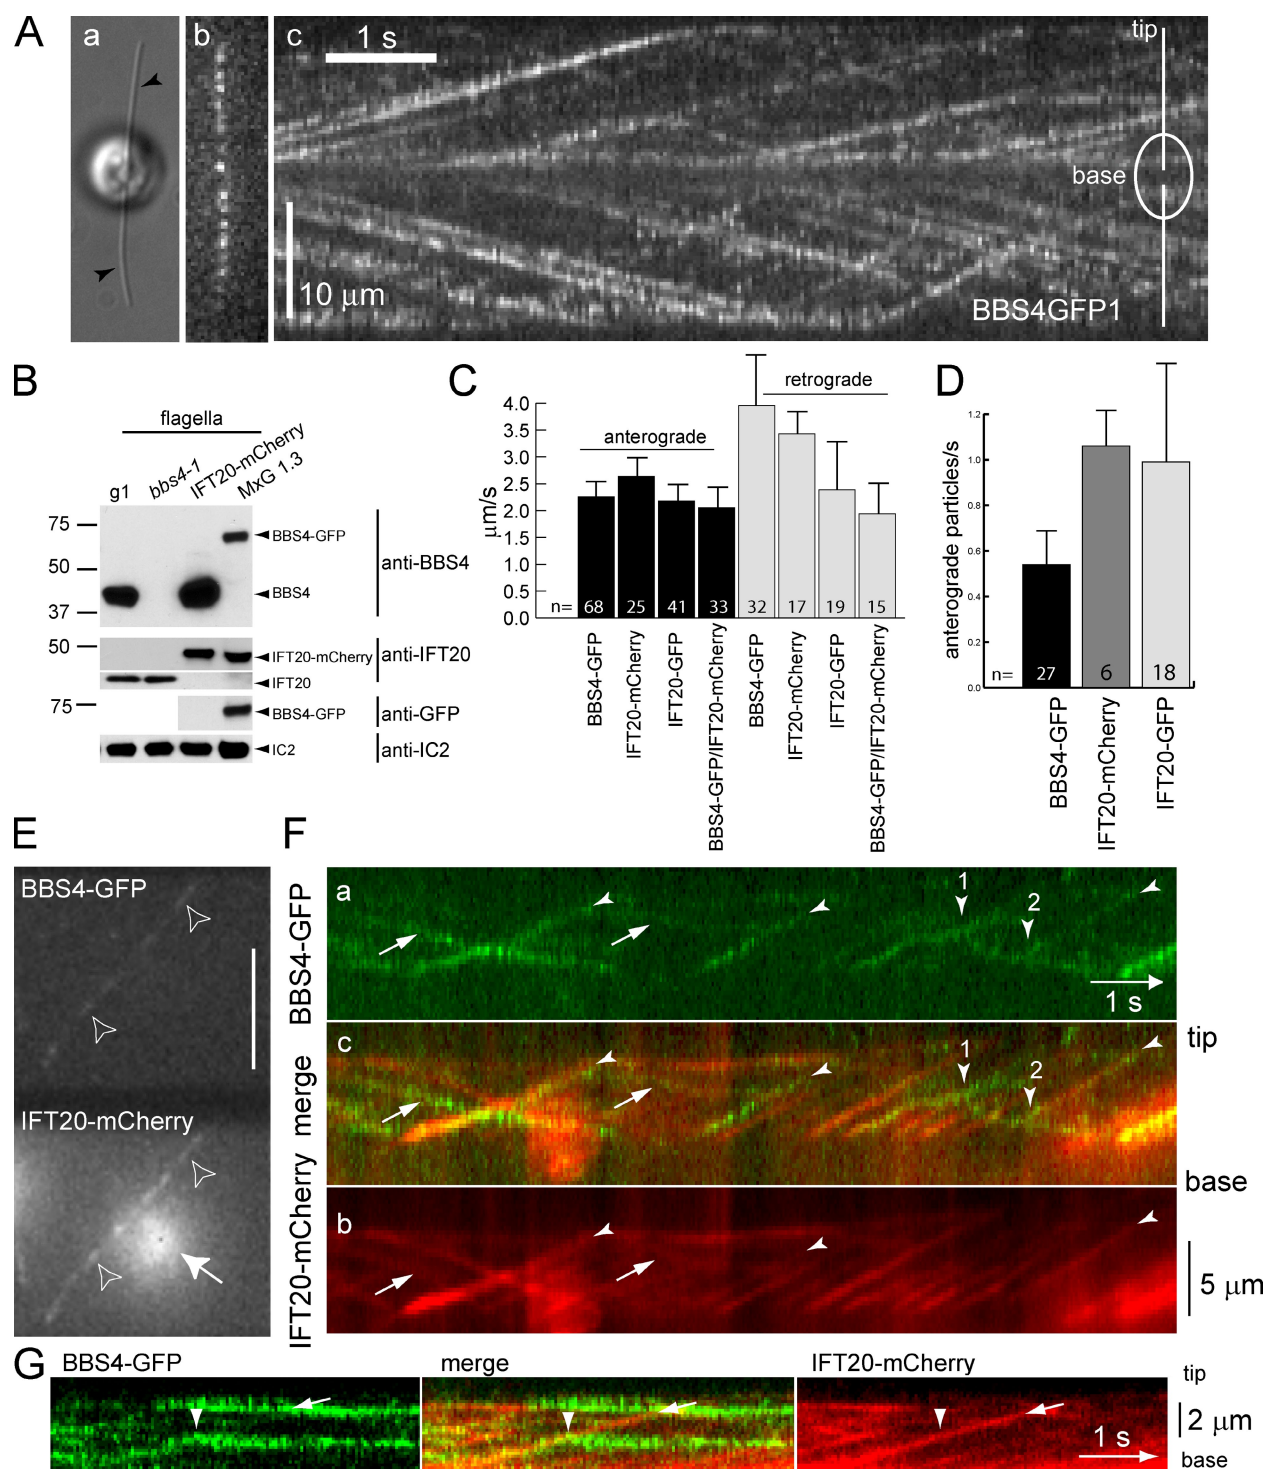 A
a
b
c
1 s
tip
base
10 μm
BBS4GFP1
B
flagella
g1
bbs4-1
IFT20-mCherry
MxG 1.3
75
BBS4-GFP
50
anti-BBS4
BBS4
37
50
IFT20-mCherry
anti-IFT20
IFT20
75
BBS4-GFP
anti-GFP
IC2
anti-IC2
C
retrograde
anterograde
μm/s
4.0
3.5
3.0
2.5
2.0
1.5
1.0
0.5
0.0
n= 68 25 41 33 32 17 19 15
BBS4-GFP
IFT20-mCherry
IFT20-GFP
BBS4-GFP/IFT20-mCherry
BBS4-GFP
IFT20-mCherry
IFT20-GFP
BBS4-GFP/IFT20-mCherry
D
anterograde particles/s
1.2
1.0
0.8
0.6
0.4
0.2
0.0
n= 27 6 18
BBS4-GFP
IFT20-mCherry
IFT20-GFP
E
BBS4-GFP
IFT20-mCherry
F
BBS4-GFP
a
1
2
1 s
merge
c
1
2
tip
base
IFT20-mCherry
b
5 μm
G
BBS4-GFP
merge
IFT20-mCherry
tip
2 μm
1 s
base